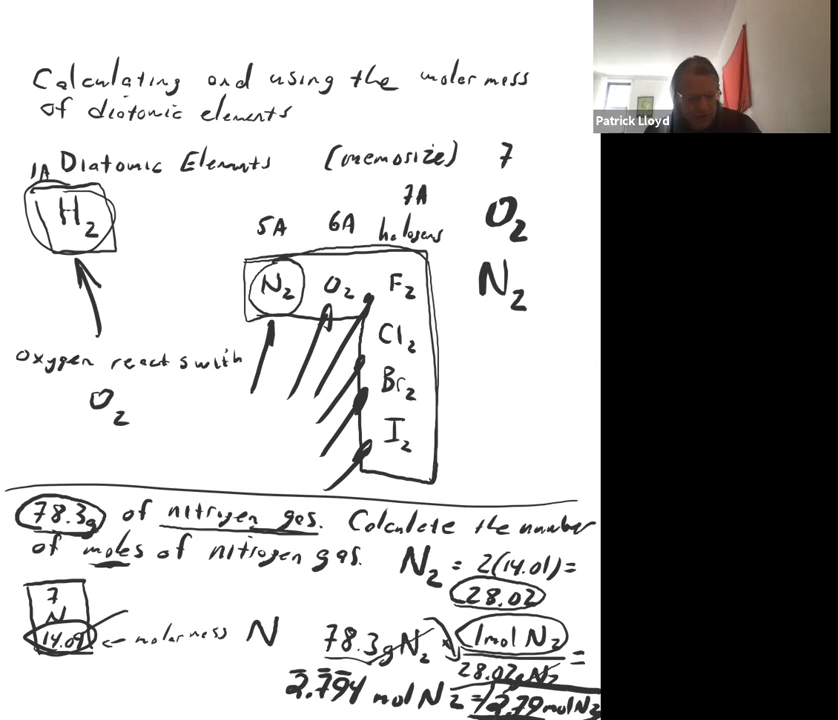 Patrick Lloyd
Calculating and using the molar mass
of diatomic elements
Diatomic Elements (memorize) 7
1A
H2
5A 6A 7A
halogens
O2
N2
N2 O2 F2
Cl2
Br2
I2
oxygen reacts with
O2
78.3g of nitrogen gas. Calculate the number
of moles of nitrogen gas. N2 = 2(14.01) =
28.02
7
N
14.09 ← molar mass N
78.3g N2 × 1mol N2 =
28.02g N2
2.794 mol N2 = 2.79 mol N2